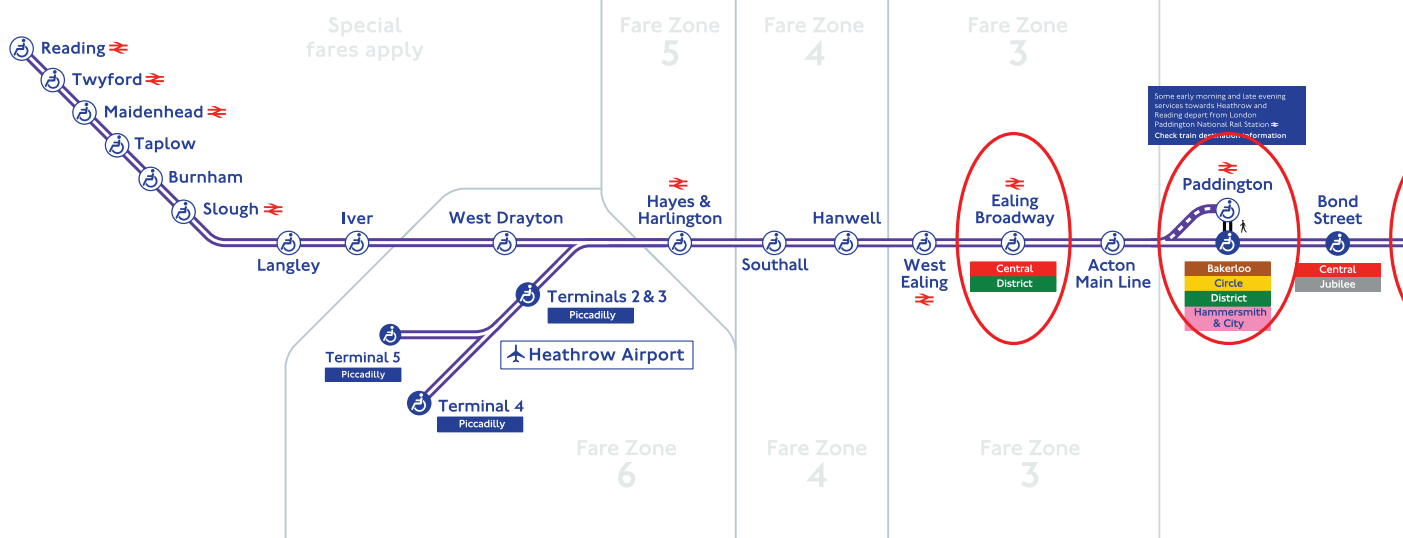 Special
fares apply
Fare Zone
5
Fare Zone
4
Fare Zone
3
Reading
Twyford
Maidenhead
Taplow
Burnham
Slough
Langley
Iver
West Drayton
Hayes &
Harlington
Southall
Hanwell
West
Ealing
Ealing
Broadway
Central
District
Acton
Main Line
Some early morning and late evening
services towards Heathrow and
Reading depart from London
Paddington National Rail Station
Check train destination information
Paddington
Bakerloo
Circle
District
Hammersmith
& City
Bond
Street
Central
Jubilee
Terminals 2 & 3
Piccadilly
Terminal 5
Piccadilly
Heathrow Airport
Terminal 4
Piccadilly
Fare Zone
6
Fare Zone
4
Fare Zone
3